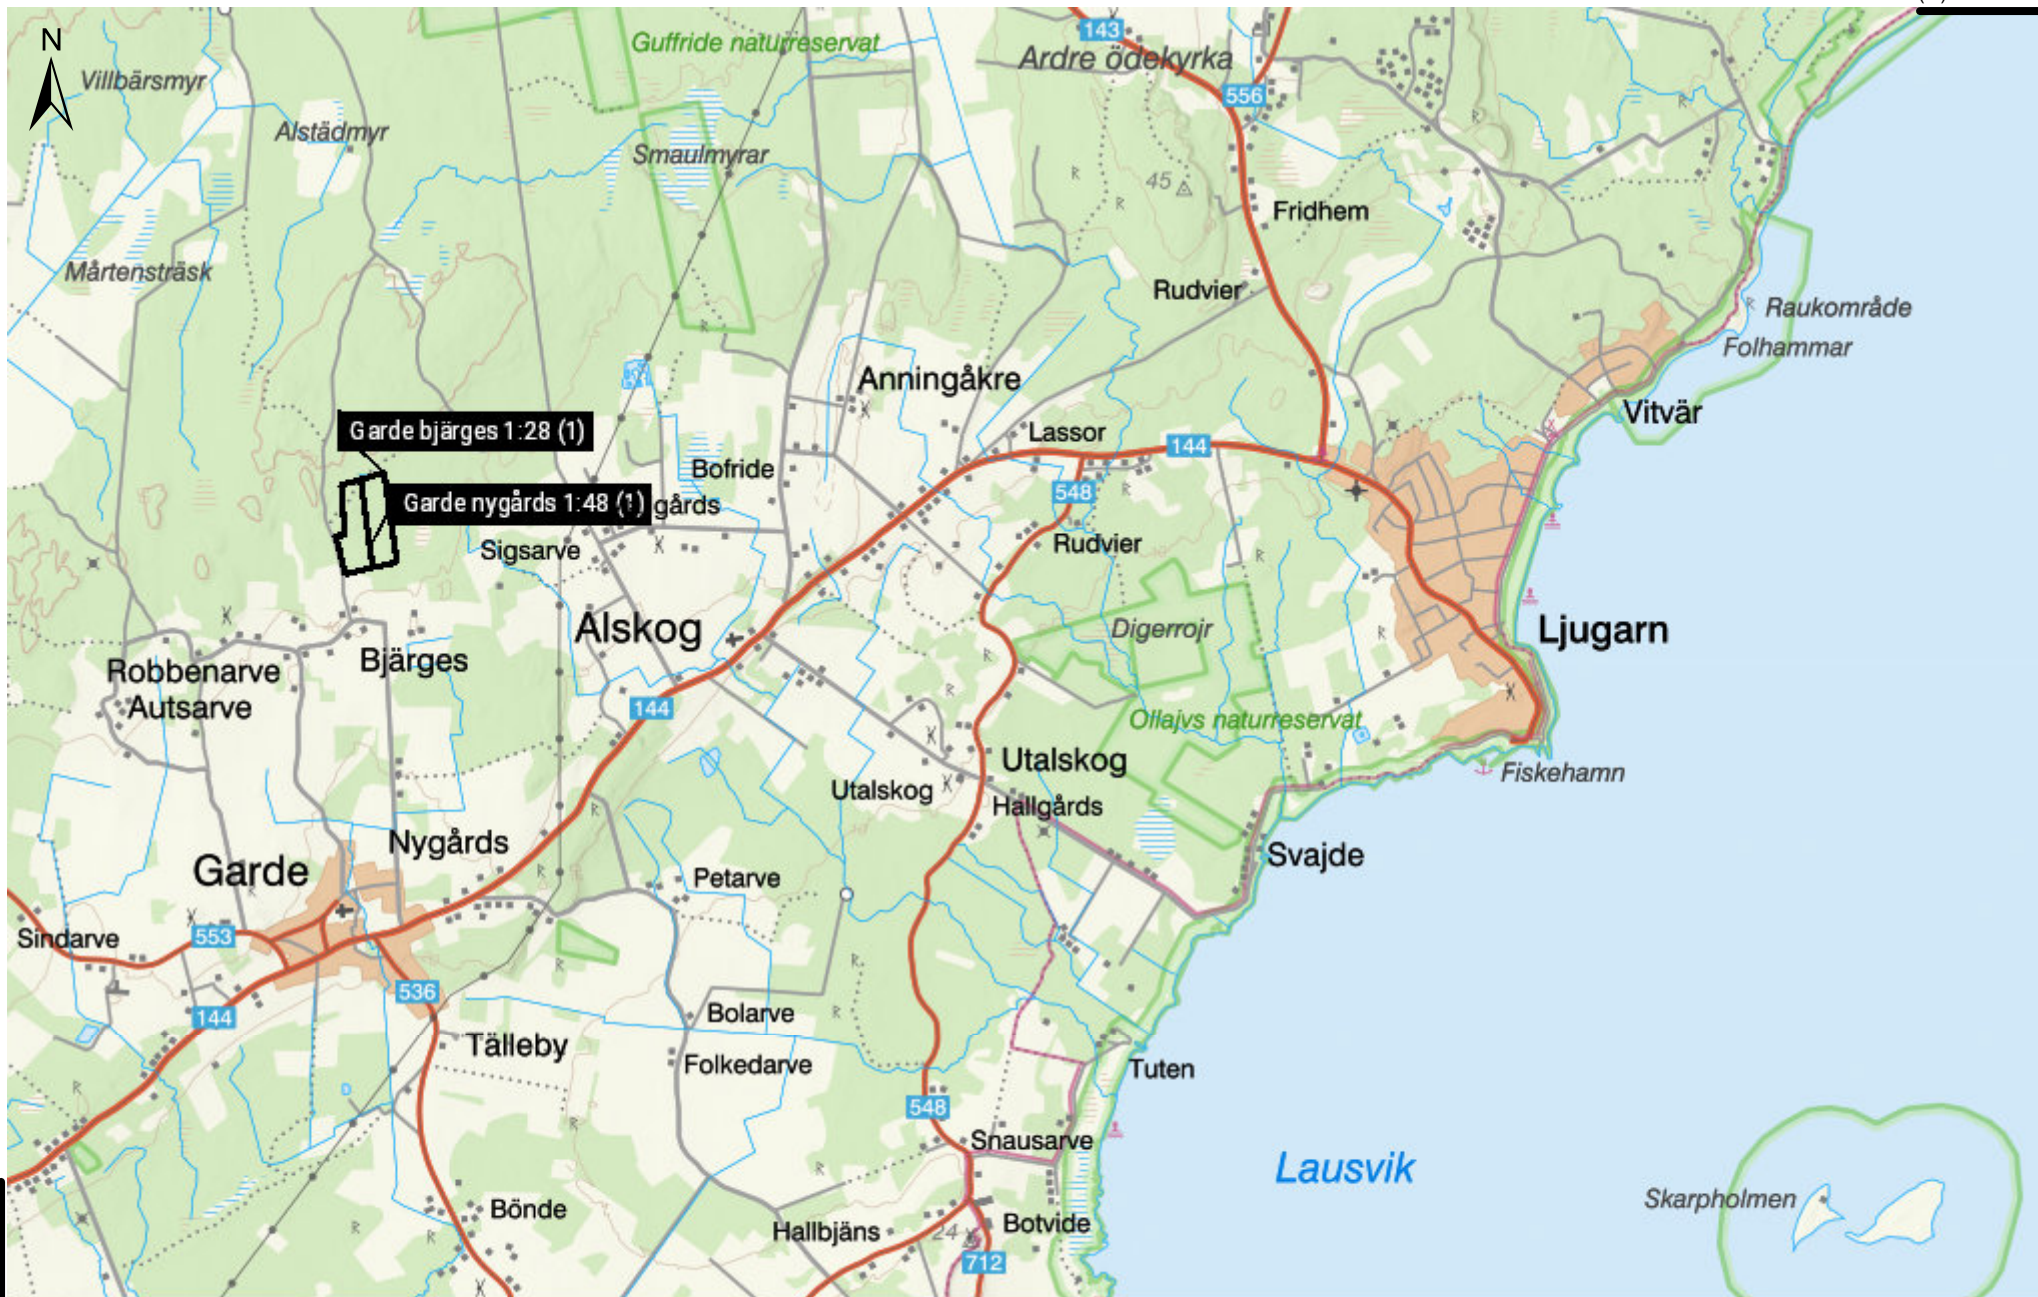 N
143
Guffride naturreservat
Ardre ödekyrka
Villbärsmyr
556
Alstädmyr
Smaulmyrar
45
Fridhem
Mårtensträsk
Rudvier
Raukområde
Folhammar
Anningåkre
Vitvär
Garde bjärges 1:28 (1)
Lassor
144
Bofride
548
Garde nygårds 1:48 (1)
gårds
Sigsarve
Rudvier
Alskog
Digerrojr
Ljugarn
Bjärges
Robbenarve
Autsarve
144
Ollajvs naturreservat
Utalskog
Fiskehamn
Utalskog
Hallgårds
Nygårds
Svajde
Garde
Petarve
553
Sindarve
536
144
Bolarve
Tälleby
Folkedarve
Tuten
D
548
Snausarve
Lausvik
Skarpholmen
Bönde
Hallbjäns
24
Botvide
712